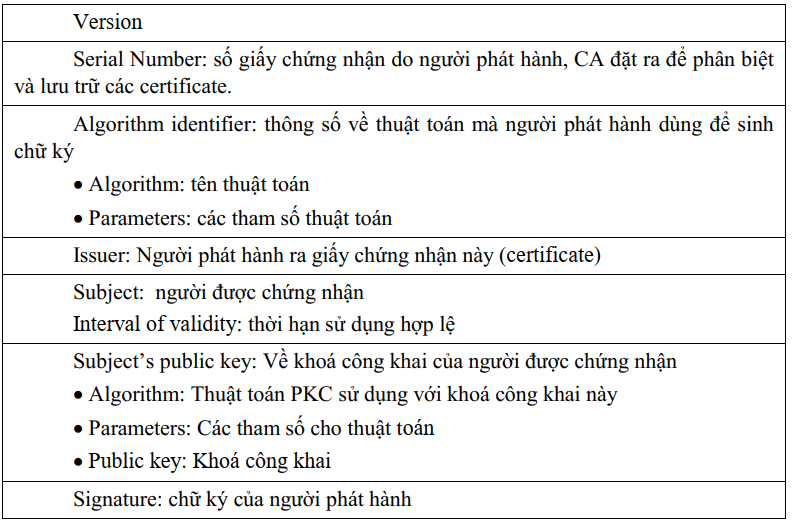 Version
Serial Number: số giấy chứng nhận do người phát hành, CA đặt ra để phân biệt
và lưu trữ các certificate.
Algorithm identifier: thông số về thuật toán mà người phát hành dùng để sinh
chữ ký
• Algorithm: tên thuật toán
• Parameters: các tham số thuật toán
Issuer: Người phát hành ra giấy chứng nhận này (certificate)
Subject: người được chứng nhận
Interval of validity: thời hạn sử dụng hợp lệ
Subject’s public key: Về khoá công khai của người được chứng nhận
• Algorithm: Thuật toán PKC sử dụng với khoá công khai này
• Parameters: Các tham số cho thuật toán
• Public key: Khoá công khai
Signature: chữ ký của người phát hành